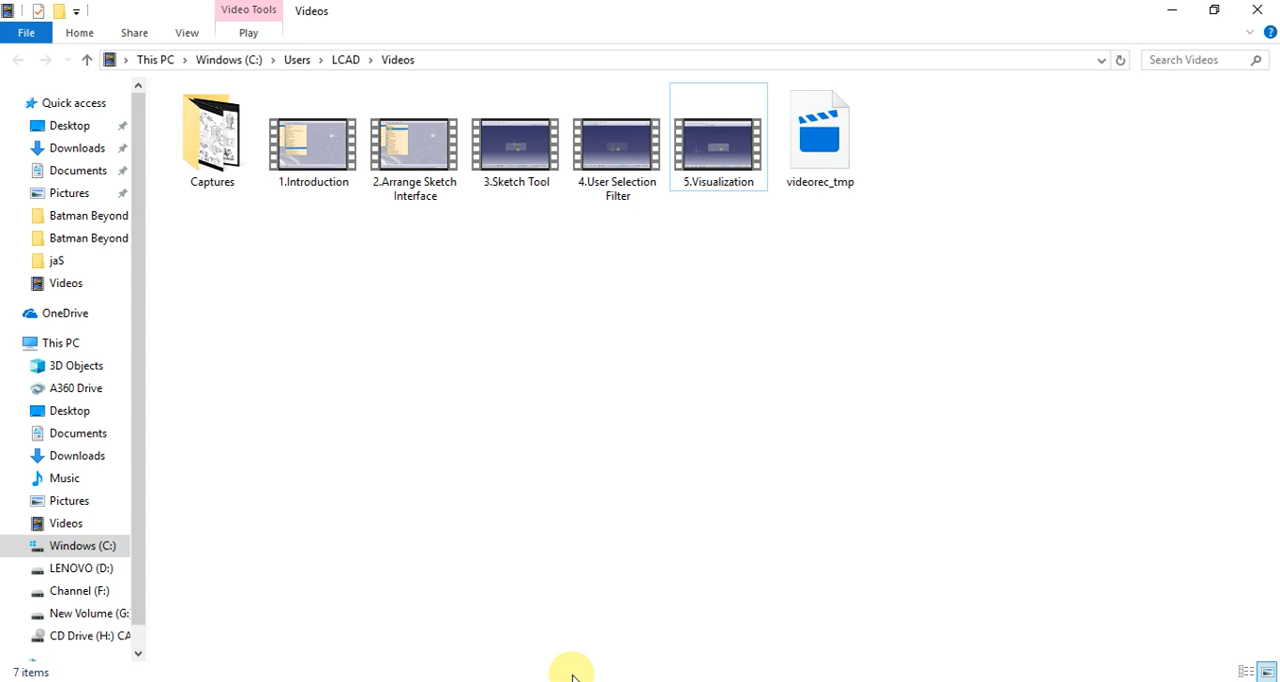 Video Tools
Videos
File
Home
Share
View
Play
This PC
Windows (C:)
Users
LCAD
Videos
Search Videos
Quick access
Desktop
Downloads
Documents
Pictures
Batman Beyond
Batman Beyond
jaS
Videos
OneDrive
This PC
3D Objects
A360 Drive
Desktop
Documents
Downloads
Music
Pictures
Videos
Windows (C:)
LENOVO (D:)
Channel (F:)
New Volume (G:
CD Drive (H:) CA
Captures
1.Introduction
2.Arrange Sketch
Interface
3.Sketch Tool
4.User Selection
Filter
5.Visualization
videorec_tmp
7 items